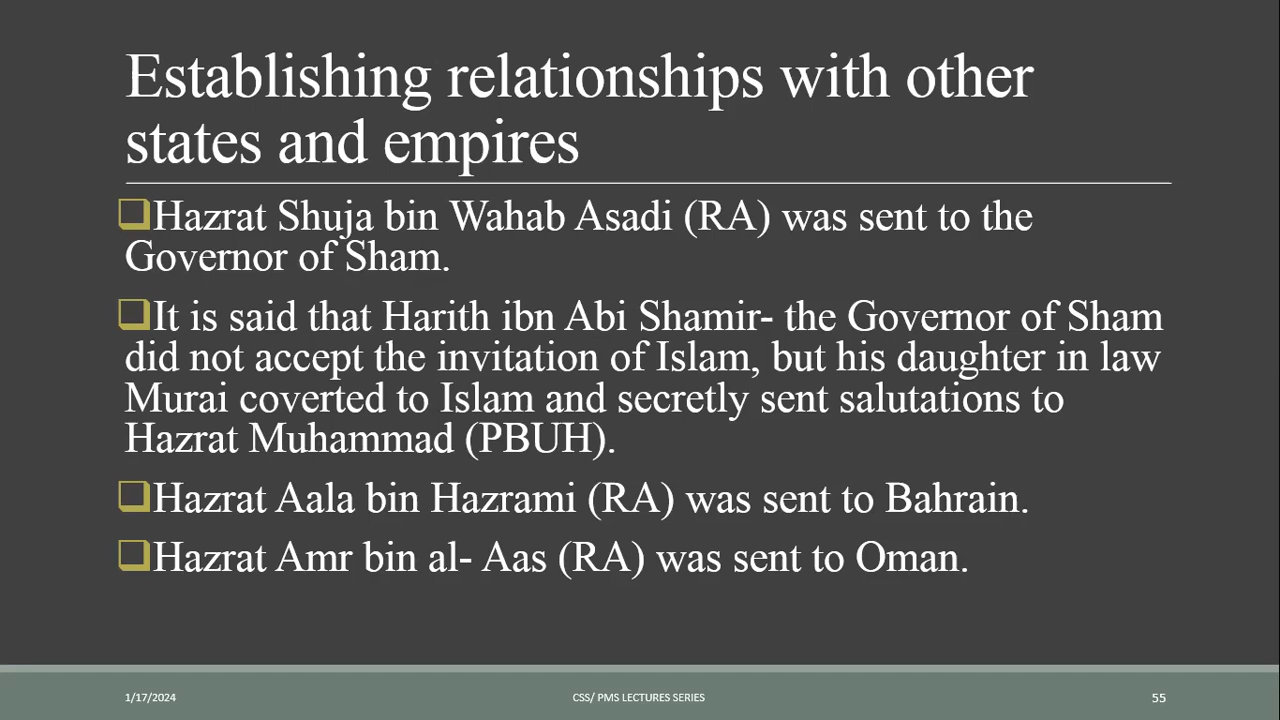 Establishing relationships with other
states and empires
Hazrat Shuja bin Wahab Asadi (RA) was sent to the
Governor of Sham.
It is said that Harith ibn Abi Shamir- the Governor of Sham
did not accept the invitation of Islam, but his daughter in law
Murai coverted to Islam and secretly sent salutations to
Hazrat Muhammad (PBUH).
Hazrat Aala bin Hazrami (RA) was sent to Bahrain.
Hazrat Amr bin al- Aas (RA) was sent to Oman.
1/17/2024
CSS/ PMS LECTURES SERIES
55